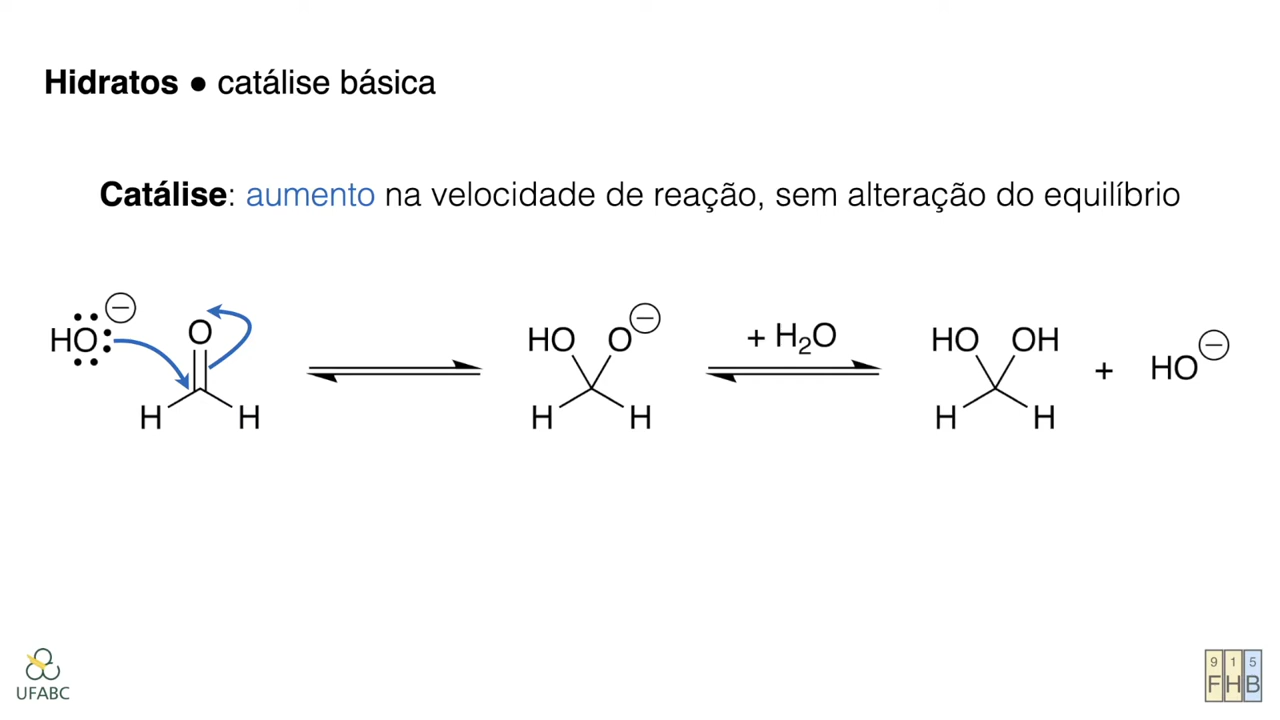 Hidratos ● catálise básica
Catálise: aumento na velocidade de reação, sem alteração do equilíbrio
HO: − O HO O − + H₂O HO OH + HO −
H H H H H H
UFABC
9 1 5
F H B